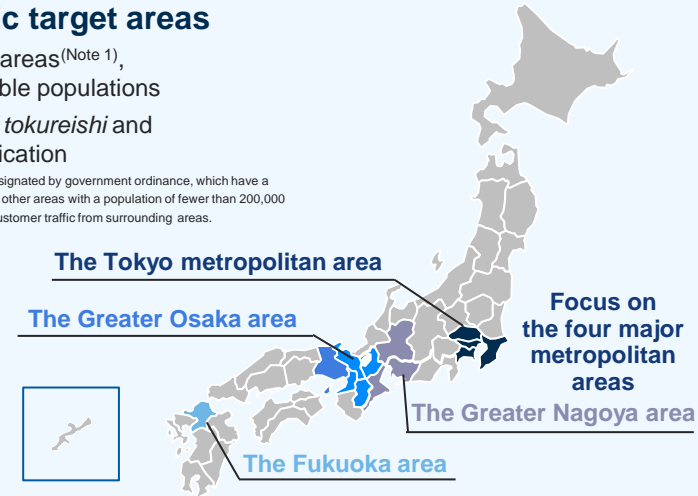 c target areas
areas(Note 1),
ble populations
tokureishi and
ication
signated by government ordinance, which have a
other areas with a population of fewer than 200,000
ustomer traffic from surrounding areas.
The Tokyo metropolitan area
The Greater Osaka area
Focus on
the four major
metropolitan
areas
The Greater Nagoya area
The Fukuoka area